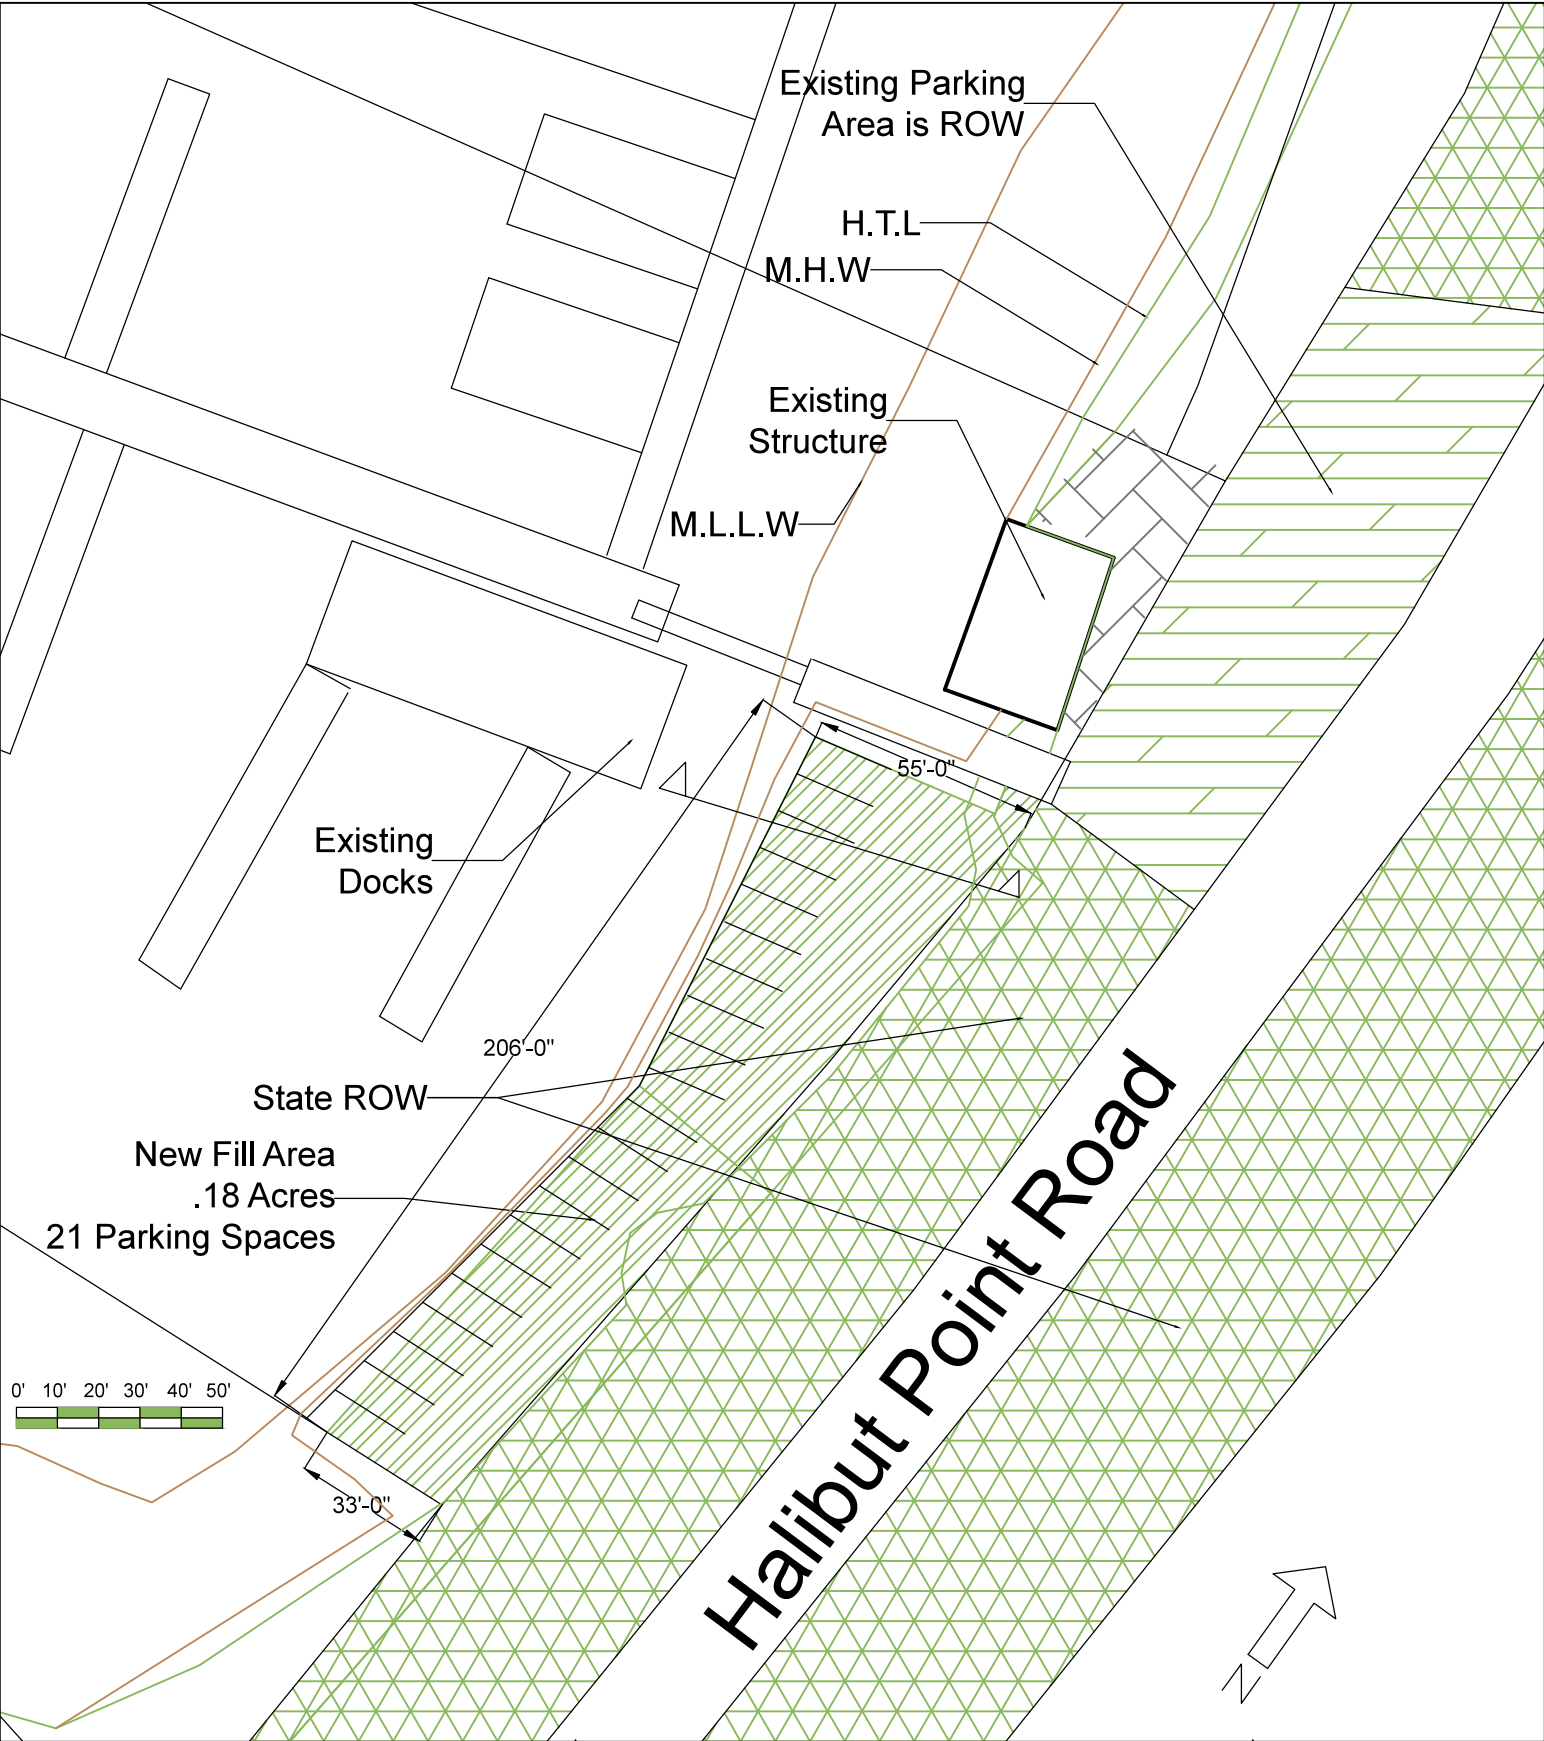 Existing Parking
Area is ROW
H.T.L
M.H.W
Existing
Structure
M.L.L.W
55'-0"
Existing
Docks
206'-0"
State ROW
New Fill Area
.18 Acres
21 Parking Spaces
Halibut Point Road
0' 10' 20' 30' 40' 50'
33'-0"
N